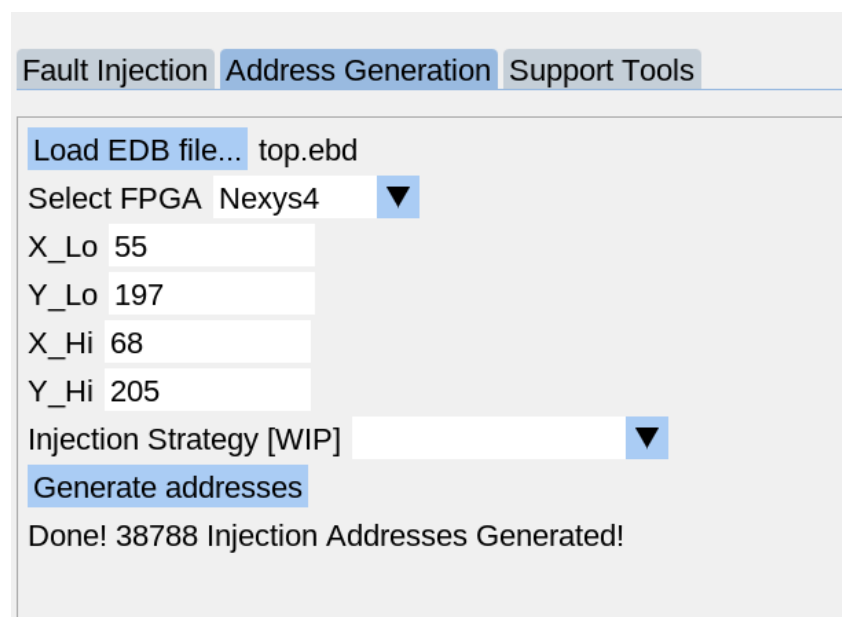 Fault Injection Address Generation Support Tools
Load EDB file... top.ebd
Select FPGA Nexys4
X_Lo 55
Y_Lo 197
X_Hi 68
Y_Hi 205
Injection Strategy [WIP]
Generate addresses
Done! 38788 Injection Addresses Generated!